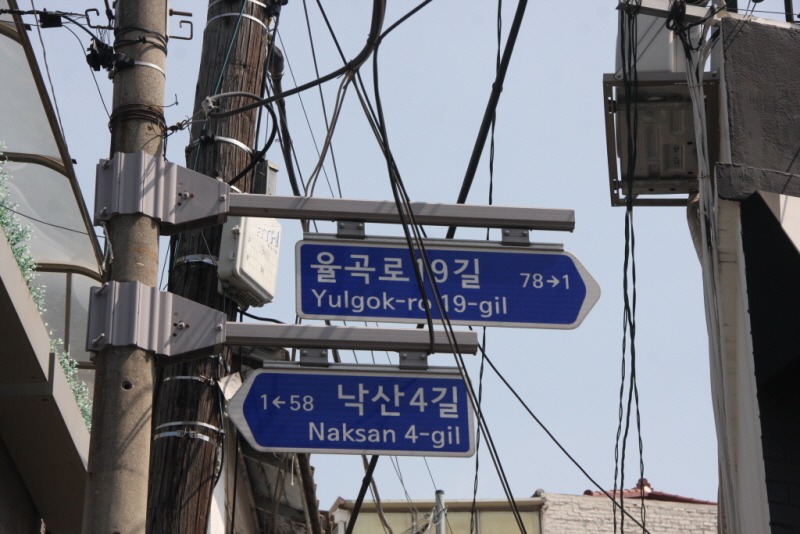 율곡로19길 78→1
Yulgok-ro 19-gil
1←58 낙산4길
Naksan 4-gil